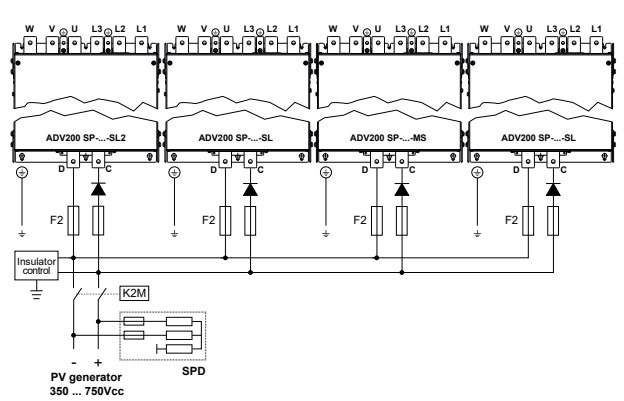 W V U L3 L2 L1
W V U L3 L2 L1
W V U L3 L2 L1
W V U L3 L2 L1
ADV200 SP-...-SL2
ADV200 SP-...-SL
ADV200 SP-...-MS
ADV200 SP-...-SL
D C
D C
D C
D C
F2
F2
F2
F2
Insulator
control
K2M
- +
SPD
PV generator
350 ... 750Vcc